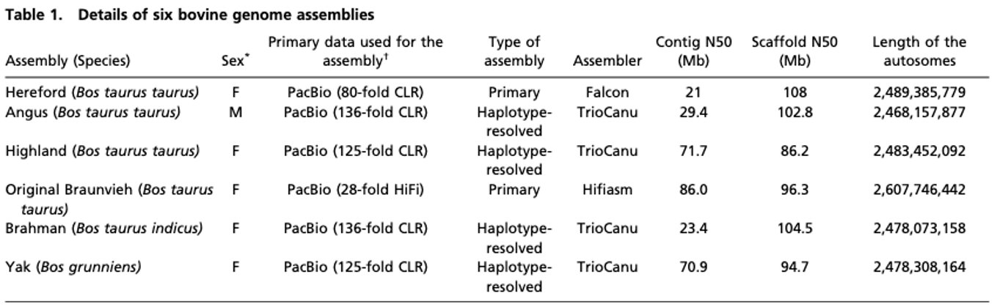 Table 1. Details of six bovine genome assemblies
Assembly (Species) Sex* Primary data used for the assembly† Type of assembly Assembler Contig N50 (Mb) Scaffold N50 (Mb) Length of the autosomes
Hereford (Bos taurus taurus) F PacBio (80-fold CLR) Primary Falcon 21 108 2,489,385,779
Angus (Bos taurus taurus) M PacBio (136-fold CLR) Haplotype-resolved TrioCanu 29.4 102.8 2,468,157,877
Highland (Bos taurus taurus) F PacBio (125-fold CLR) Haplotype-resolved TrioCanu 71.7 86.2 2,483,452,092
Original Braunvieh (Bos taurus taurus) F PacBio (28-fold HiFi) Primary Hifiasm 86.0 96.3 2,607,746,442
Brahman (Bos taurus indicus) F PacBio (136-fold CLR) Haplotype-resolved TrioCanu 23.4 104.5 2,478,073,158
Yak (Bos grunniens) F PacBio (125-fold CLR) Haplotype-resolved TrioCanu 70.9 94.7 2,478,308,164